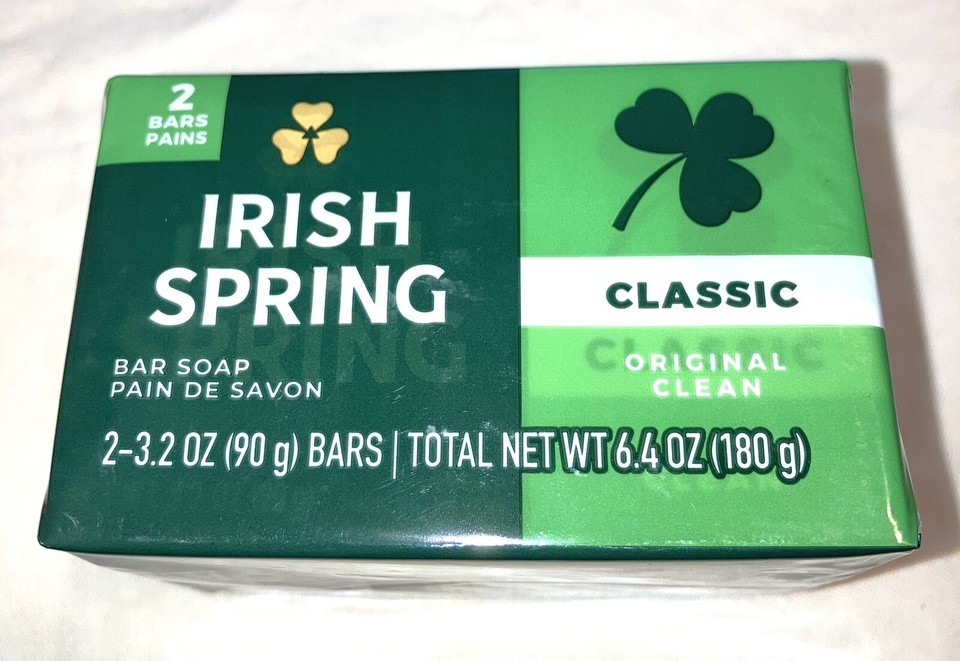 2
BARS
PAINS
IRISH
SPRING
BAR SOAP
PAIN DE SAVON
CLASSIC
ORIGINAL
CLEAN
2–3.2 OZ (90 g) BARS | TOTAL NET WT 6.4 OZ (180 g)